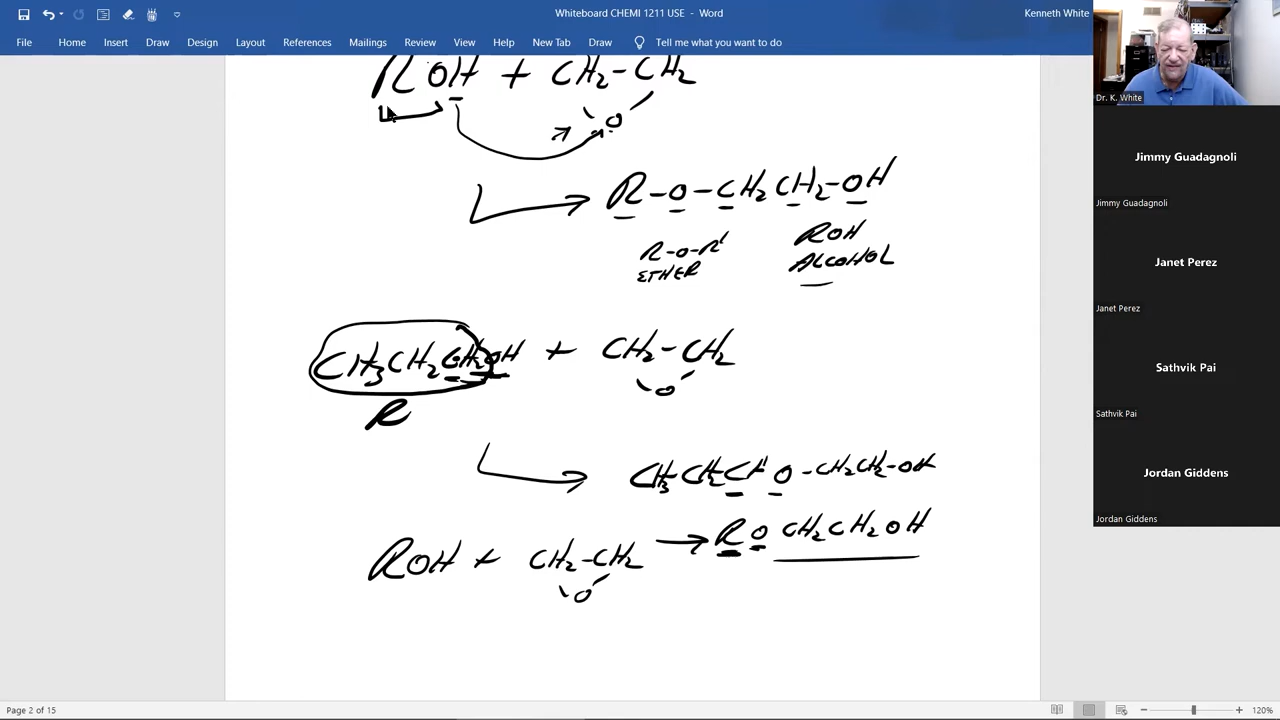 Whiteboard CHEMI 1211 USE - Word
Kenneth White
File Home Insert Draw Design Layout References Mailings Review View Help New Tab Draw Tell me what you want to do
ROH + CH2-CH2
O
R-O-CH2CH2-OH
R-O-R' ROH
ETHER ALCOHOL
CH3CH2CH2OH + CH2-CH2
O
R
CH3CH2CH O-CH2CH2-OH
ROH + CH2-CH2 → ROCH2CH2OH
O
Dr. K. White
Jimmy Guadagnoli
Jimmy Guadagnoli
Janet Perez
Janet Perez
Sathvik Pai
Sathvik Pai
Jordan Giddens
Jordan Giddens
Page 2 of 15
120%